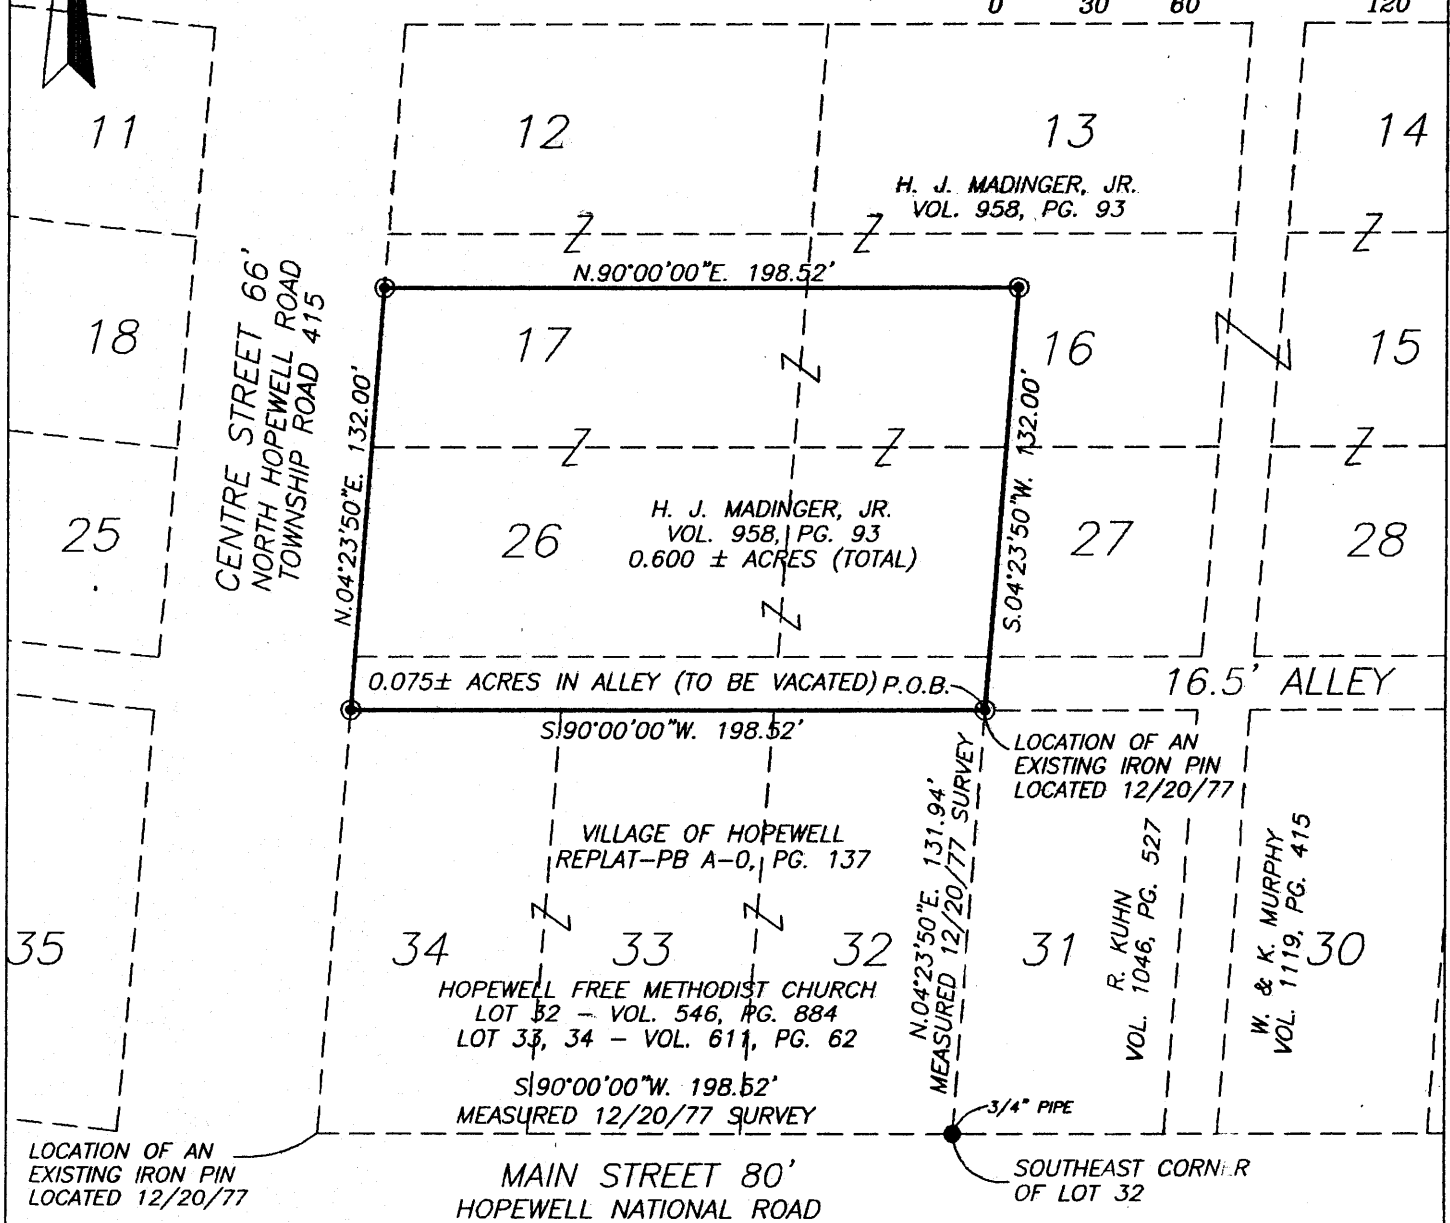 0 30 60 120
11
12
13
14
H. J. MADINGER, JR.
VOL. 958, PG. 93
N.90°00'00"E. 198.52'
CENTRE STREET 66'
NORTH HOPEWELL ROAD
TOWNSHIP ROAD 415
18
17
16
15
N.04°23'50"E. 132.00'
S.04°23'50"W. 132.00'
25
26
H. J. MADINGER, JR.
VOL. 958, PG. 93
0.600 ± ACRES (TOTAL)
27
28
0.075± ACRES IN ALLEY (TO BE VACATED)
P.O.B.
16.5' ALLEY
S.90°00'00"W. 198.52'
LOCATION OF AN
EXISTING IRON PIN
LOCATED 12/20/77
VILLAGE OF HOPEWELL
REPLAT-PB A-0, PG. 137
N.04°23'50"E. 131.94'
MEASURED 12/20/77 SURVEY
R. KUHN
VOL. 1046, PG. 527
W. & K. MURPHY
VOL. 1119, PG. 415
35
34
33
32
31
30
HOPEWELL FREE METHODIST CHURCH
LOT 32 - VOL. 546, PG. 884
LOT 33, 34 - VOL. 611, PG. 62
S.90°00'00"W. 198.52'
MEASURED 12/20/77 SURVEY
3/4" PIPE
LOCATION OF AN
EXISTING IRON PIN
LOCATED 12/20/77
MAIN STREET 80'
HOPEWELL NATIONAL ROAD
SOUTHEAST CORNER
OF LOT 32